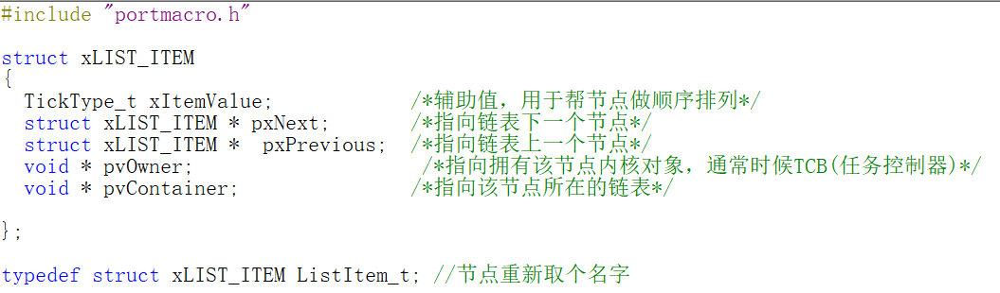 #include "portmacro.h"
struct xLIST_ITEM
{
TickType_t xItemValue; /*辅助值，用于帮节点做顺序排列*/
struct xLIST_ITEM * pxNext; /*指向链表下一个节点*/
struct xLIST_ITEM * pxPrevious; /*指向链表上一个节点*/
void * pvOwner; /*指向拥有该节点内核对象，通常时候TCB(任务控制器)*/
void * pvContainer; /*指向该节点所在的链表*/
};
typedef struct xLIST_ITEM ListItem_t; //节点重新取个名字